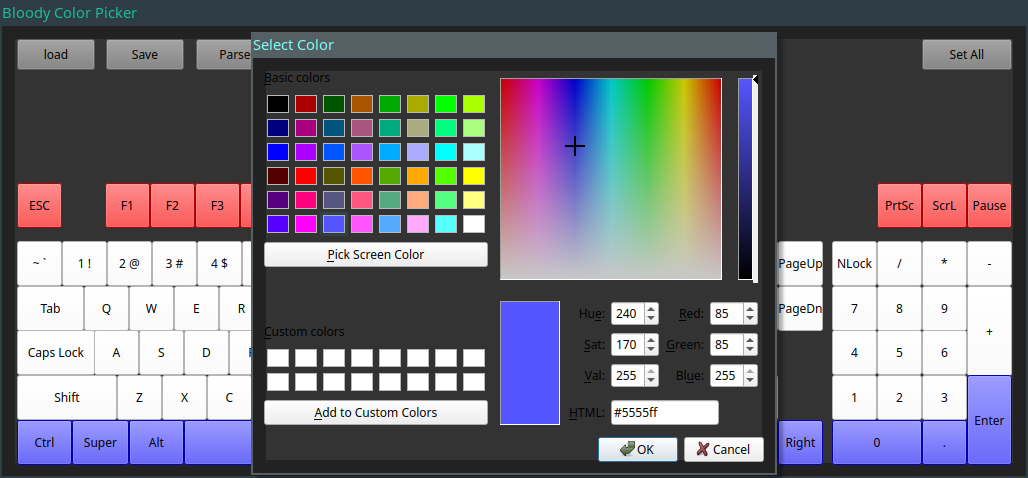 Bloody Color Picker
load
Save
Parse
Set All
Select Color
Basic colors
Pick Screen Color
Custom colors
Add to Custom Colors
Hue: 240 Red: 85
Sat: 170 Green: 85
Val: 255 Blue: 255
HTML: #5555ff
OK
Cancel
ESC F1 F2 F3 PrtSc ScrL Pause
~ ` 1 ! 2 @ 3 # 4 $ PageUp NLock / * -
Tab Q W E R PageDn 7 8 9 +
Caps Lock A S D 4 5 6
Shift Z X C 1 2 3 Enter
Ctrl Super Alt Right 0 .